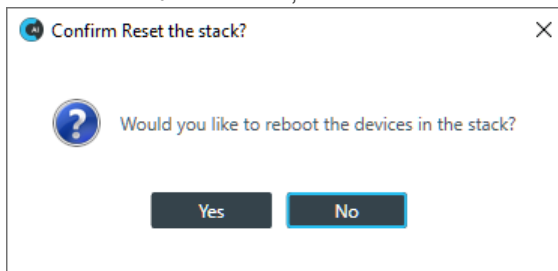 Confirm Reset the stack?
Would you like to reboot the devices in the stack?
Yes No